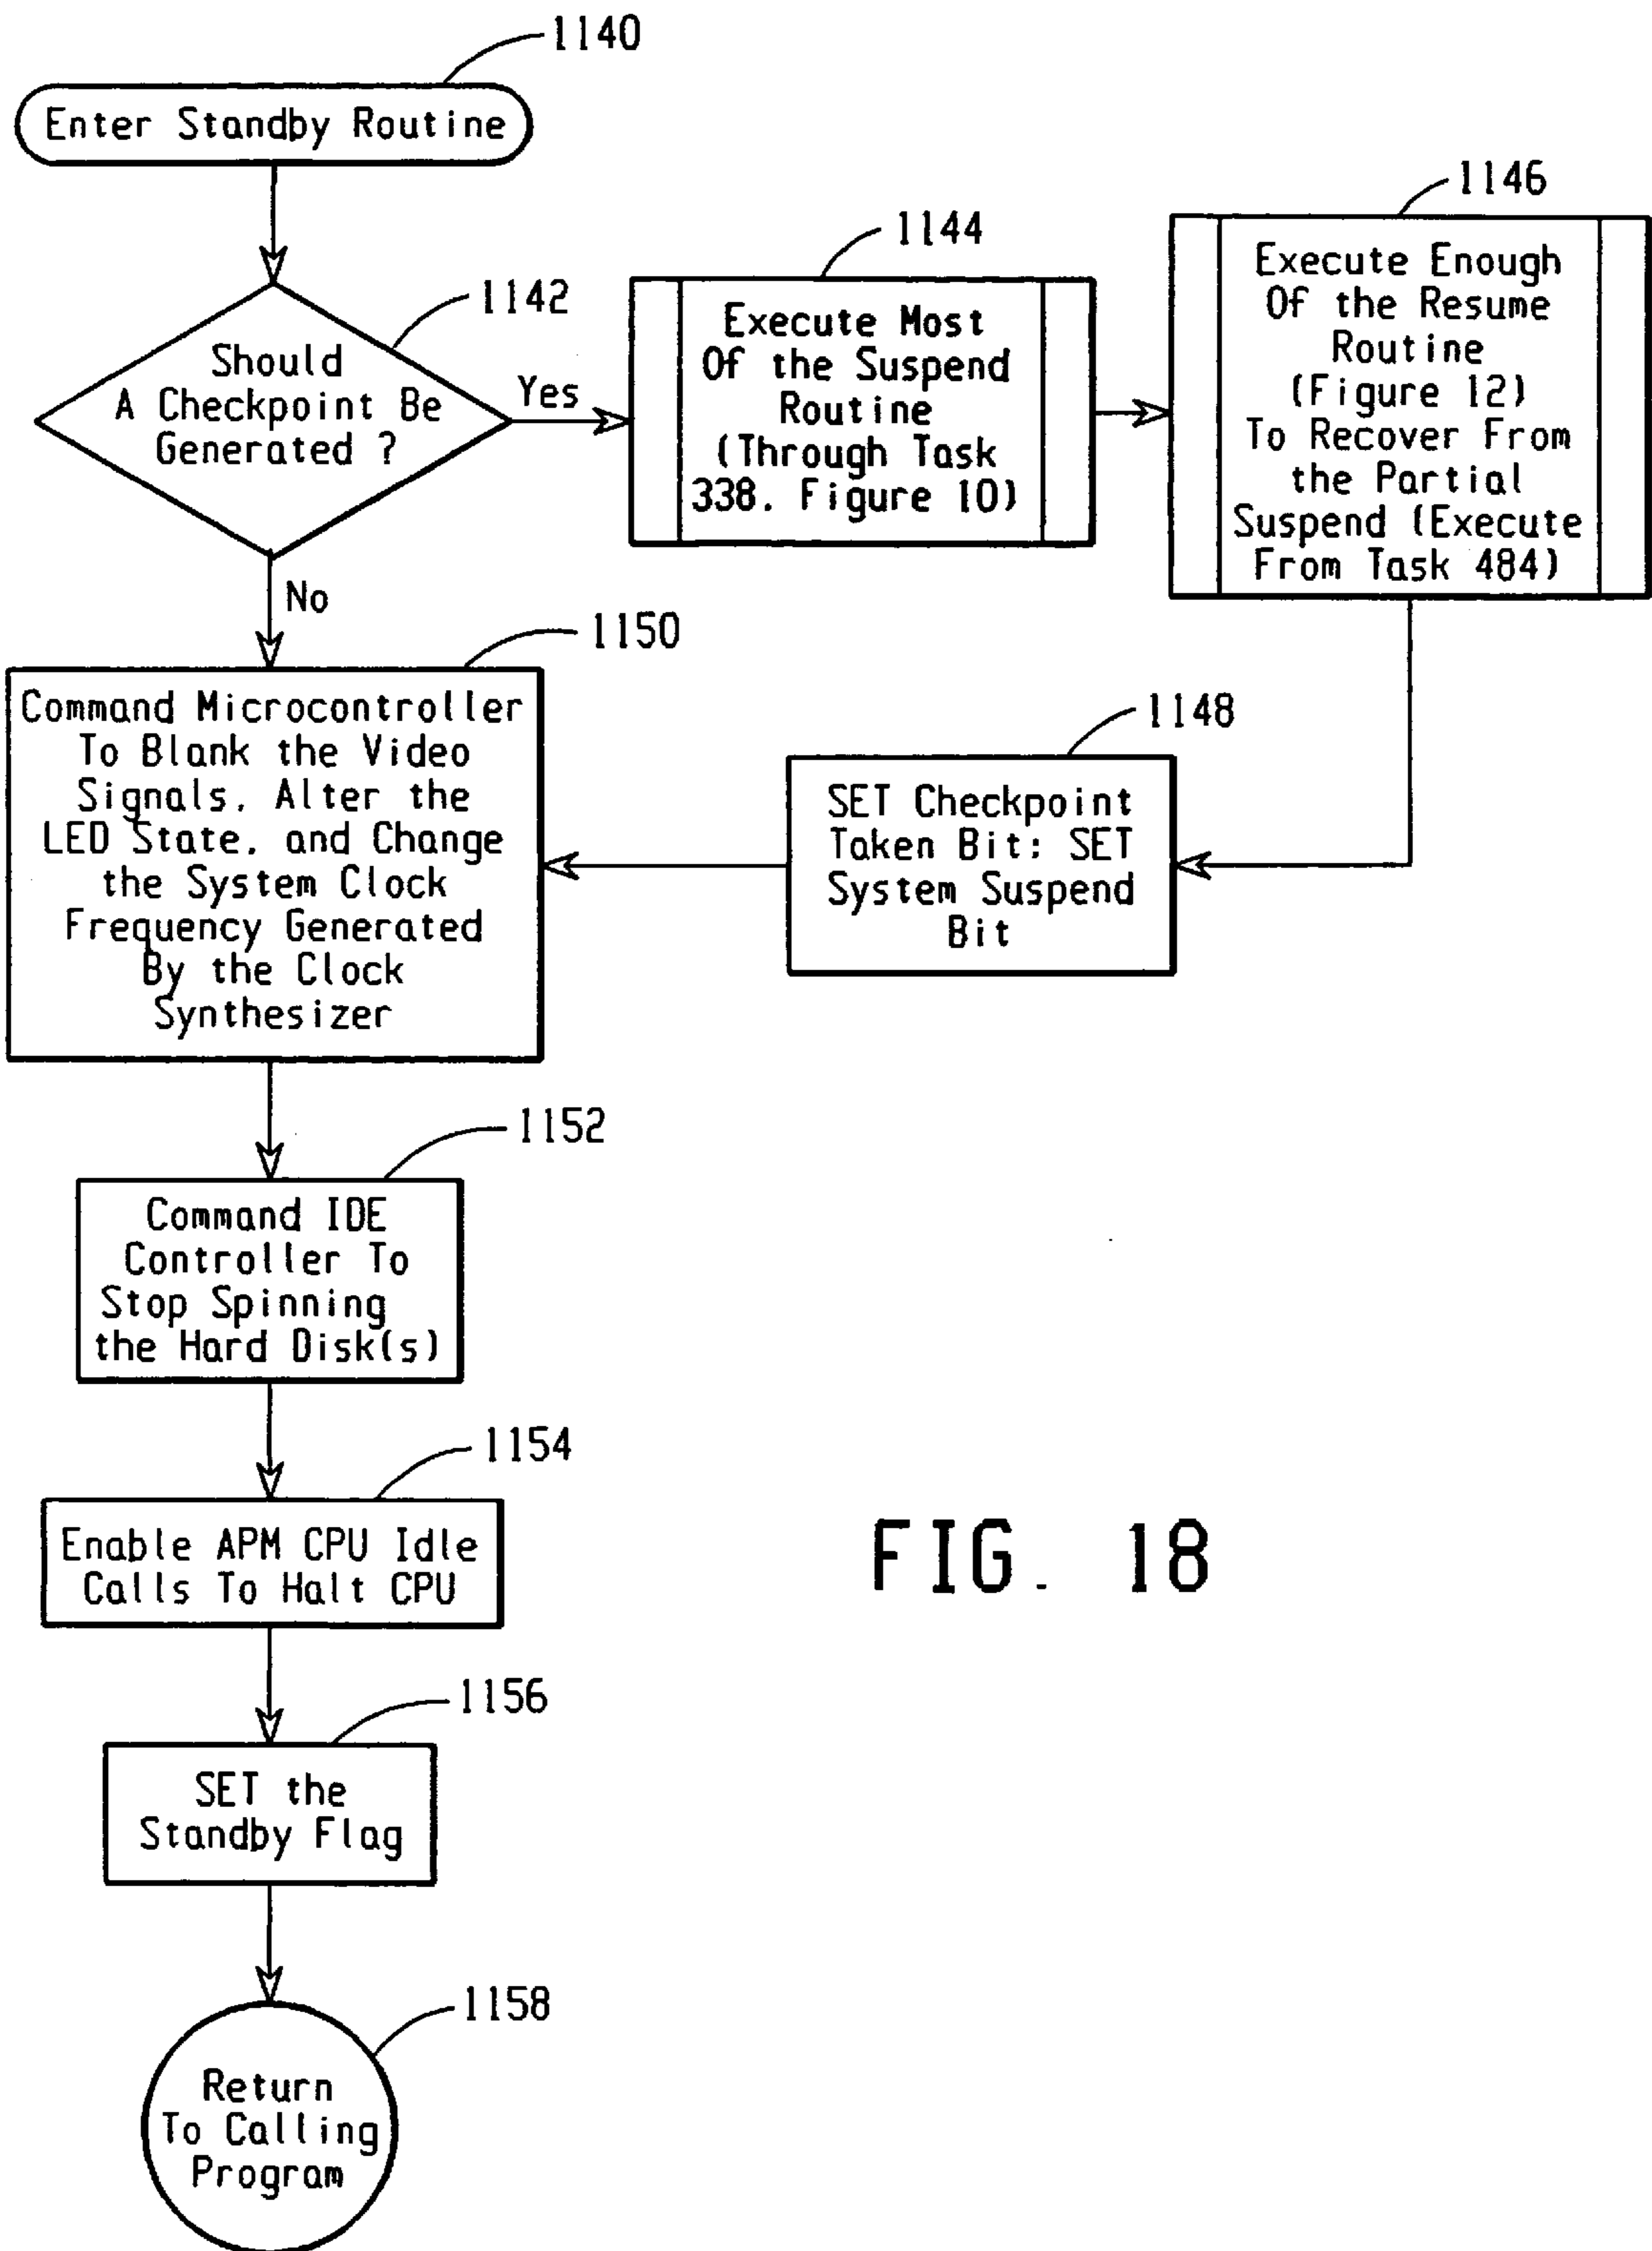 1140
Enter Standby Routine
1142
Should
A Checkpoint Be
Generated ?
Yes
No
1144
Execute Most
Of the Suspend
Routine
(Through Task
338. Figure 10)
1146
Execute Enough
Of the Resume
Routine
(Figure 12)
To Recover From
the Partial
Suspend (Execute
From Task 484)
1148
SET Checkpoint
Taken Bit: SET
System Suspend
Bit
1150
Command Microcontroller
To Blank the Video
Signals. Alter the
LED State. and Change
the System Clock
Frequency Generated
By the Clock
Synthesizer
1152
Command IDE
Controller To
Stop Spinning
the Hard Disk(s)
1154
Enable APM CPU Idle
Calls To Halt CPU
1156
SET the
Standby Flag
1158
Return
To Calling
Program
FIG. 18